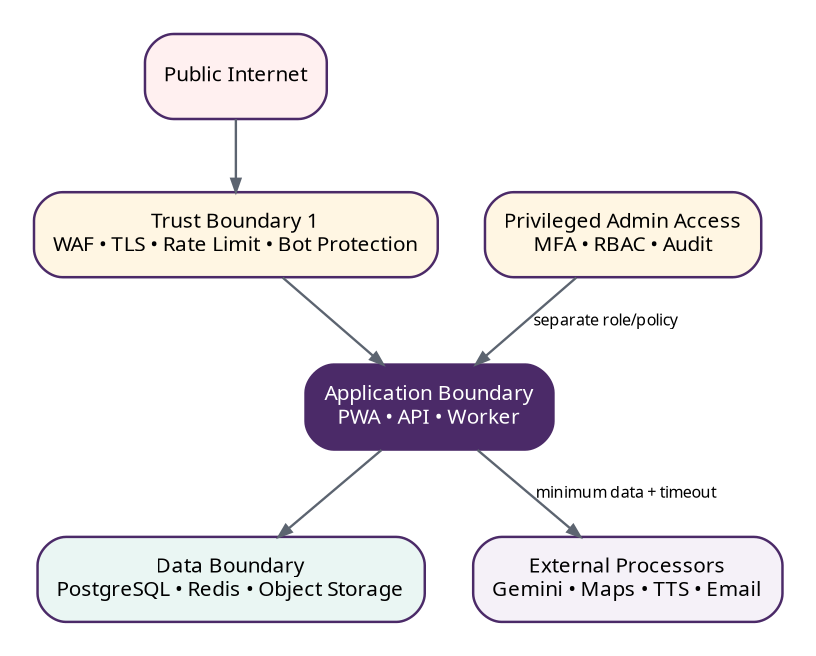 Public Internet
Trust Boundary 1
WAF • TLS • Rate Limit • Bot Protection
Privileged Admin Access
MFA • RBAC • Audit
separate role/policy
Application Boundary
PWA • API • Worker
minimum data + timeout
Data Boundary
PostgreSQL • Redis • Object Storage
External Processors
Gemini • Maps • TTS • Email